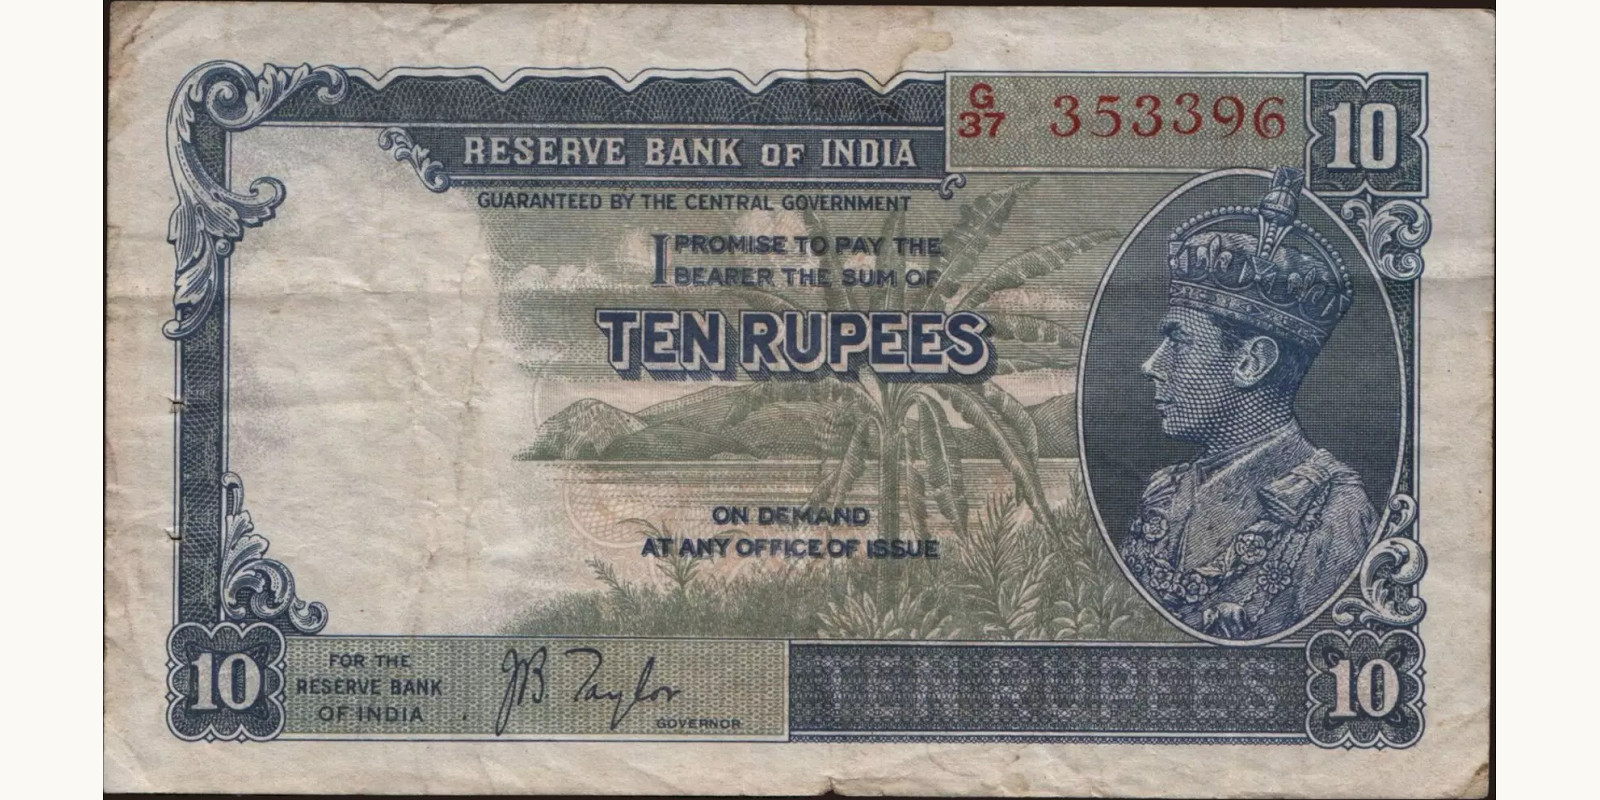 G
37 353396
10
RESERVE BANK OF INDIA
GUARANTEED BY THE CENTRAL GOVERNMENT
I PROMISE TO PAY THE
BEARER THE SUM OF
TEN RUPEES
ON DEMAND
AT ANY OFFICE OF ISSUE
10
FOR THE
RESERVE BANK
OF INDIA
JB Taylor
GOVERNOR
TEN RUPEES
10